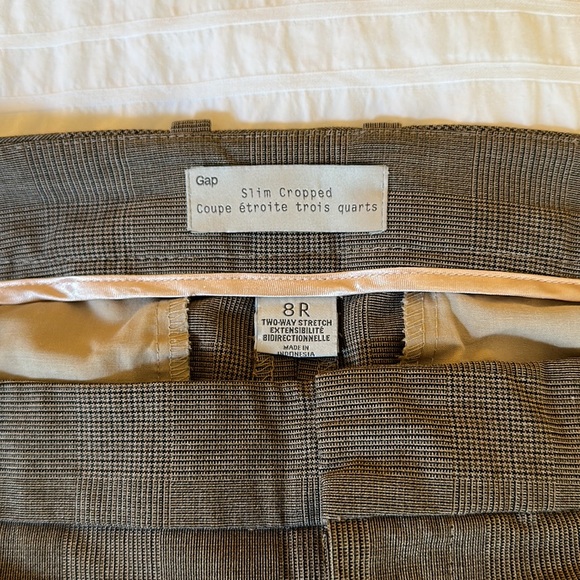 Gap
Slim Cropped
Coupe étroite trois quarts
8R
TWO-WAY STRETCH
EXTENSIBILITÉ
BIDIRECTIONNELLE
MADE IN
INDONESIA